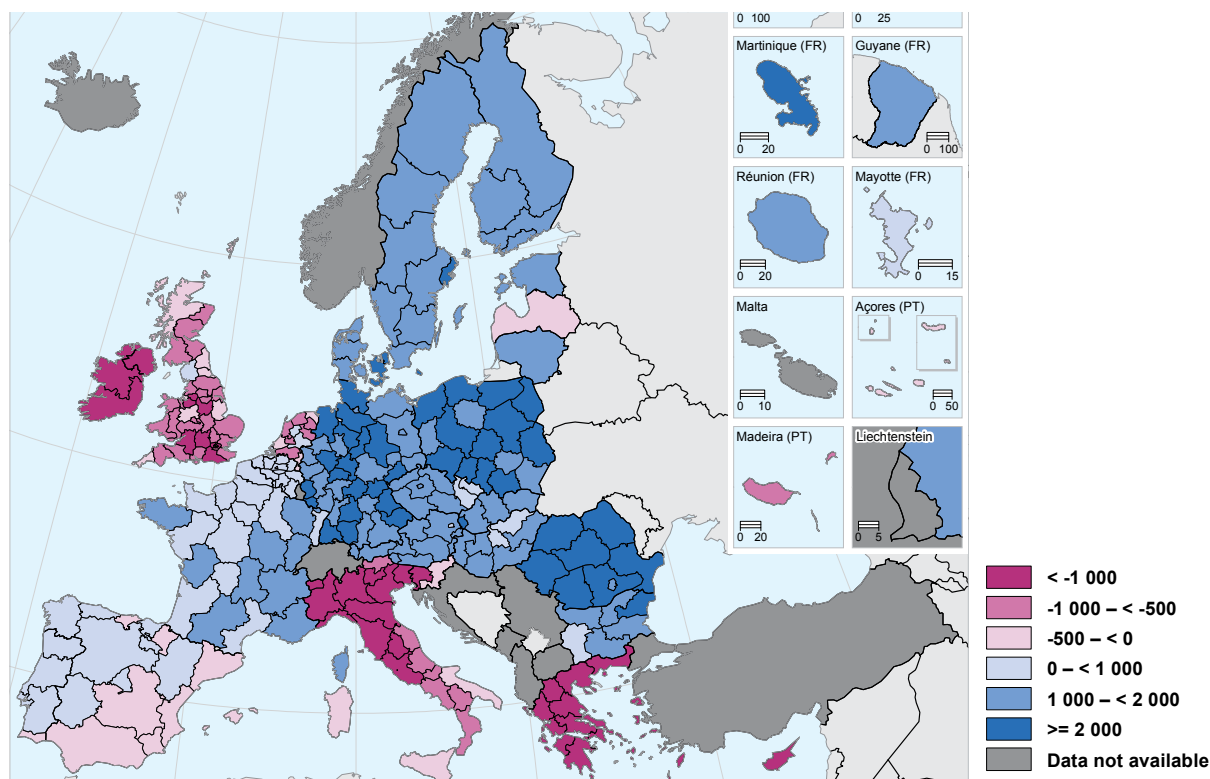 0 100
0 25
Martinique (FR)
0 20
Guyane (FR)
0 100
Réunion (FR)
0 20
Mayotte (FR)
0 15
Malta
0 10
Açores (PT)
0 50
Madeira (PT)
0 20
Liechtenstein
0 5
< -1 000
-1 000 – < -500
-500 – < 0
0 – < 1 000
1 000 – < 2 000
>= 2 000
Data not available